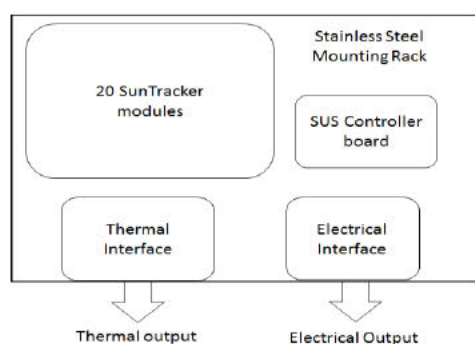 Stainless Steel
Mounting Rack
20 SunTracker
modules
SUS Controller
board
Thermal
Interface
Electrical
Interface
Thermal output
Electrical Output